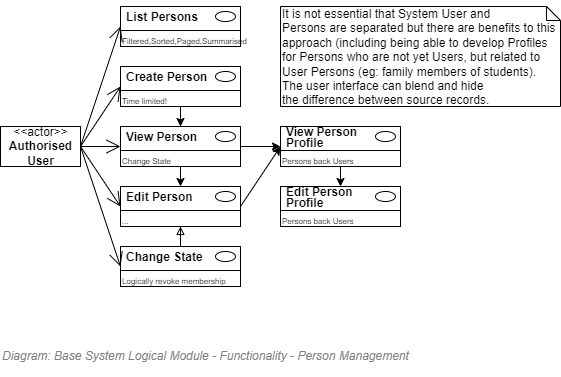 List Persons
Filtered,Sorted,Paged,Summarised
It is not essential that System User and
Persons are separated but there are benefits to this
approach (including being able to develop Profiles
for Persons who are not yet Users, but related to
User Persons (eg: family members of students).
The user interface can blend and hide
the difference between source records.
Create Person
Time limited!
<<actor>>
Authorised
User
View Person
Change State
View Person
Profile
Persons back Users
Edit Person
...
Edit Person
Profile
Persons back Users
Change State
Logically revoke membership
Diagram: Base System Logical Module - Functionality - Person Management